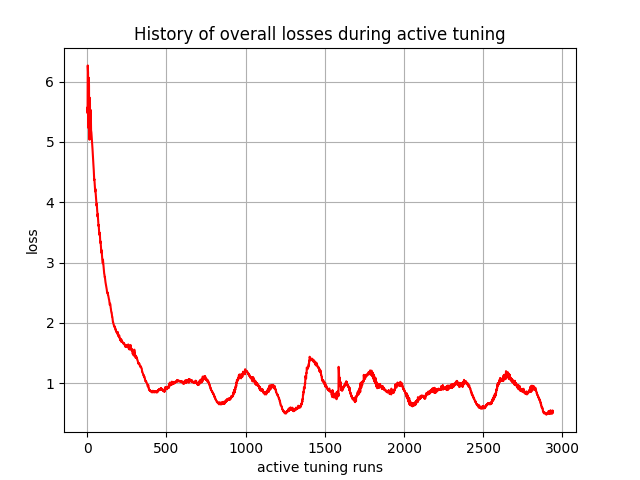 History of overall losses during active tuning
6
5
4
3
2
1
loss
0 500 1000 1500 2000 2500 3000
active tuning runs